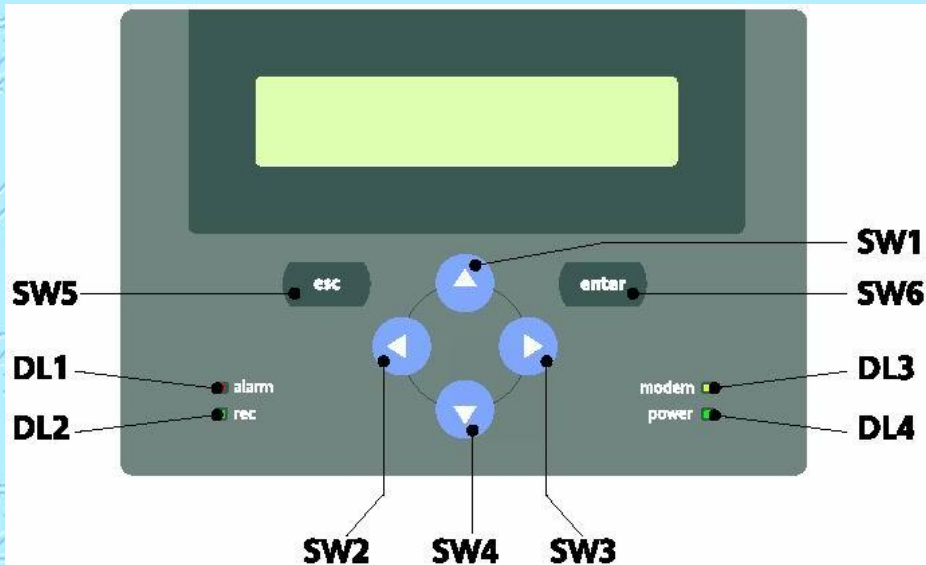 SW1
esc
enter
SW5
SW6
DL1
alarm
modem
DL3
DL2
rec
power
DL4
SW2
SW4
SW3